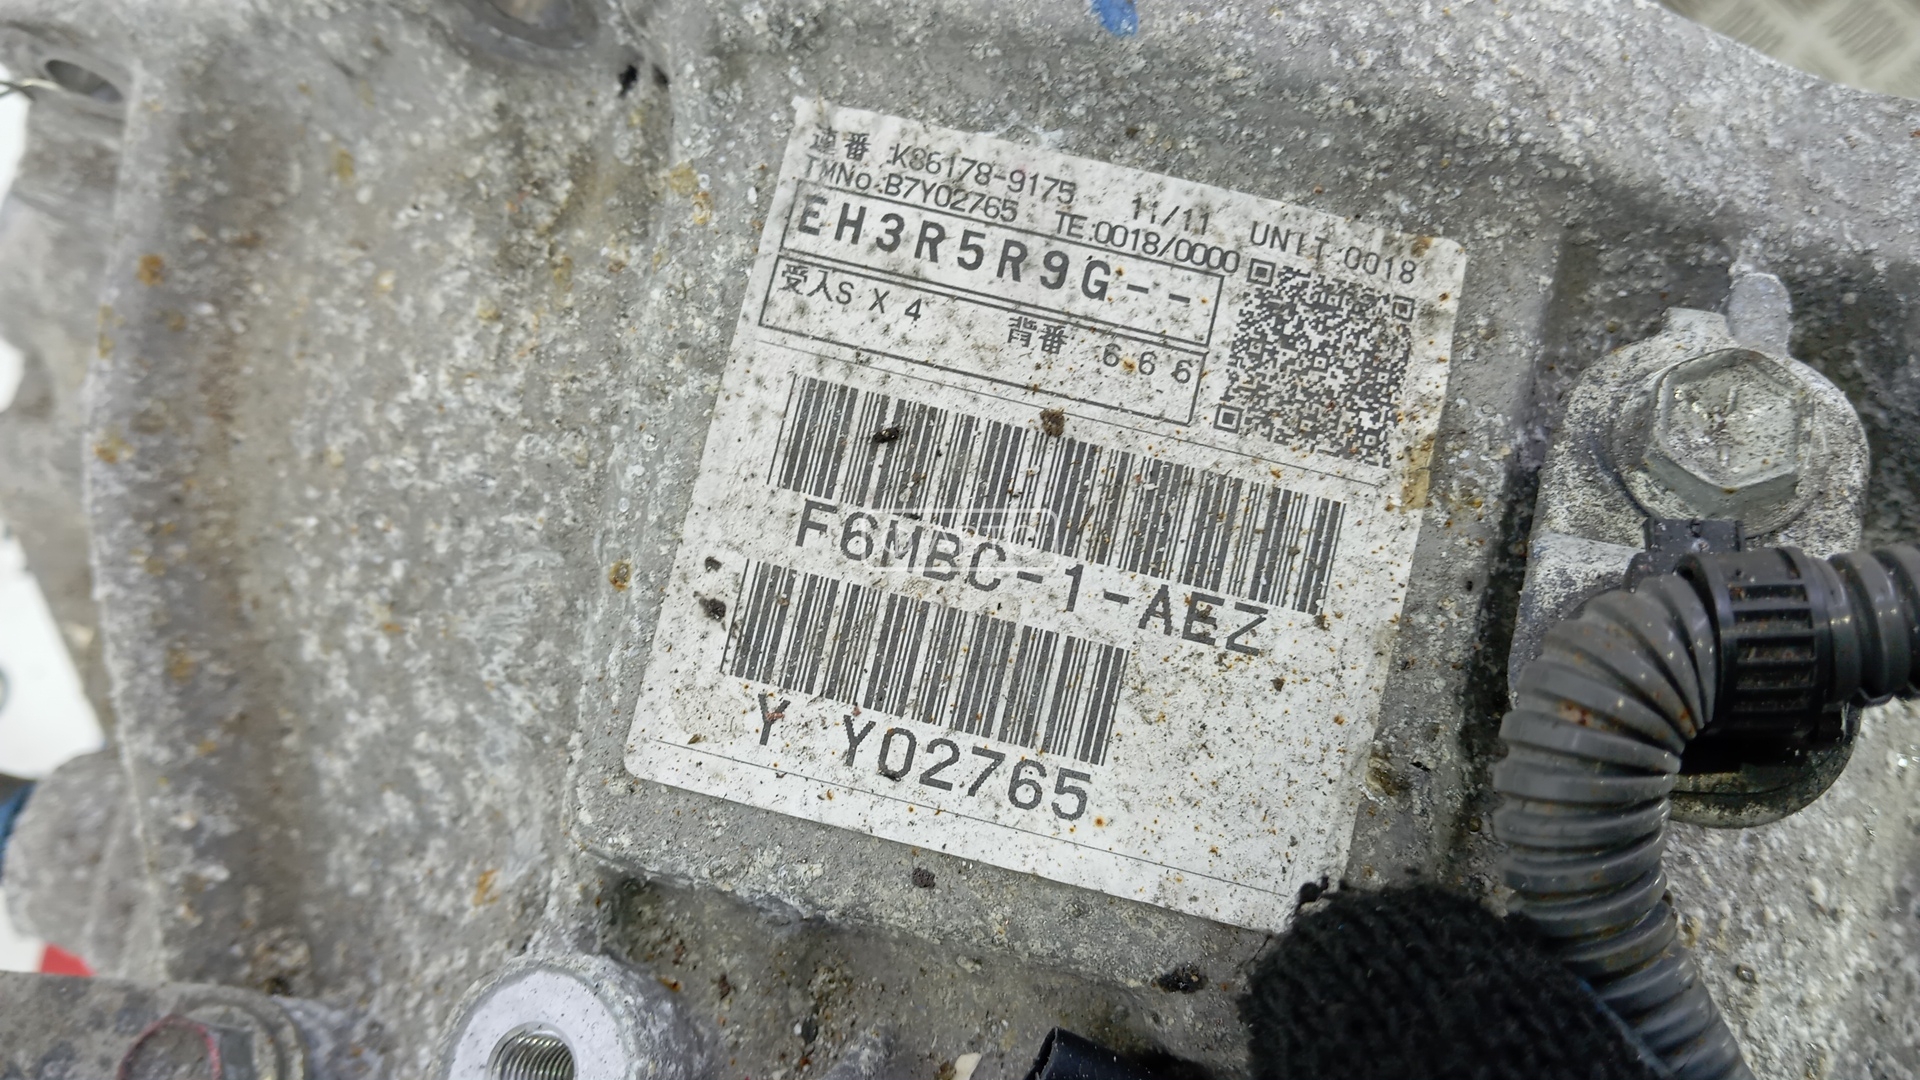 連番 :K86178-9175 11/11 UNIT:0018
TMNo.:B7Y02765 TE:0018/0000
EH3R5R9G--
受入S X 4 背番 6 6 6
F6MBC-1-AEZ
Y Y02765